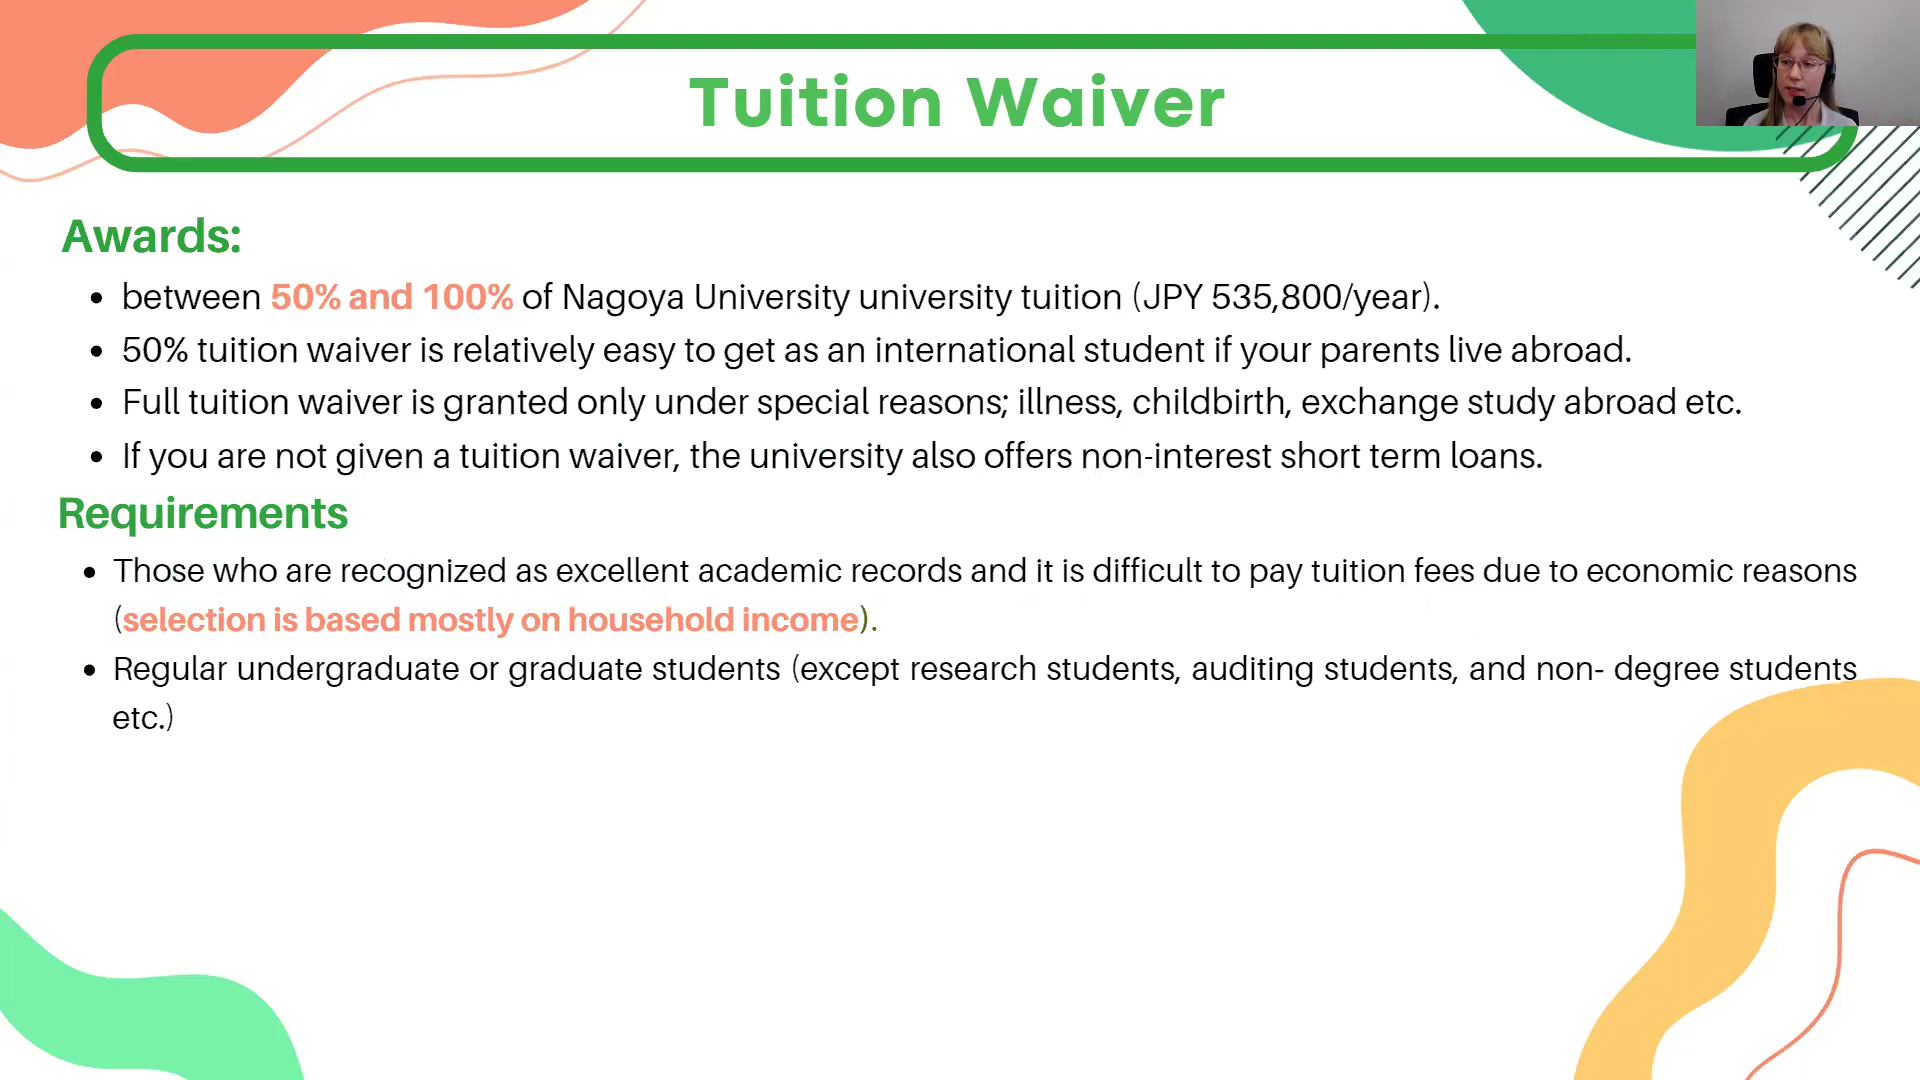 Tuition Waiver
Awards:
• between 50% and 100% of Nagoya University university tuition (JPY 535,800/year).
• 50% tuition waiver is relatively easy to get as an international student if your parents live abroad.
• Full tuition waiver is granted only under special reasons; illness, childbirth, exchange study abroad etc.
• If you are not given a tuition waiver, the university also offers non-interest short term loans.
Requirements
• Those who are recognized as excellent academic records and it is difficult to pay tuition fees due to economic reasons
(selection is based mostly on household income).
• Regular undergraduate or graduate students (except research students, auditing students, and non- degree students
etc.)